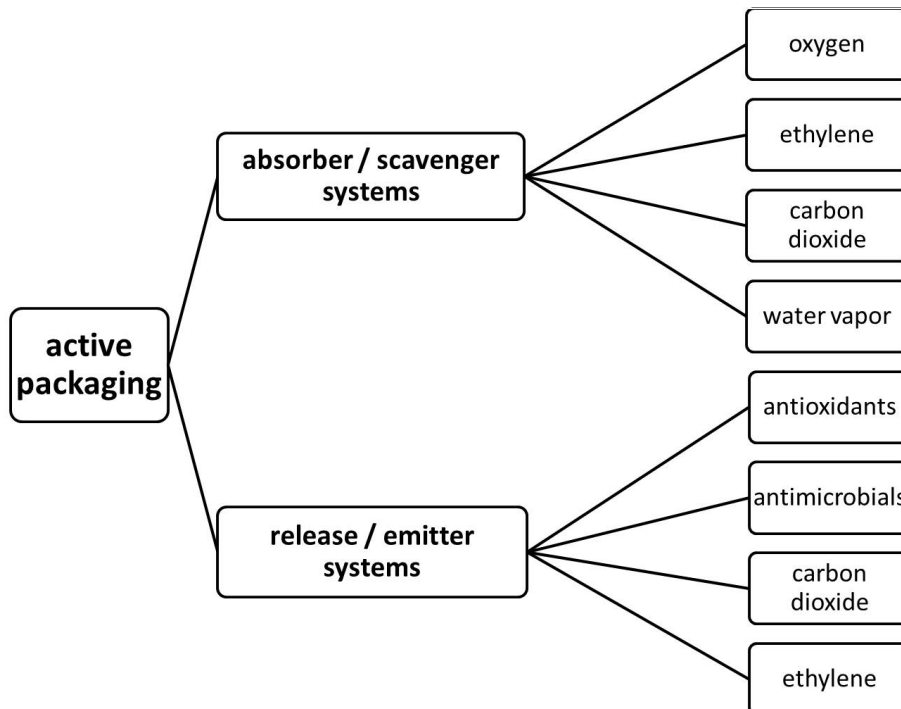 oxygen
absorber / scavenger
systems
ethylene
carbon
dioxide
water vapor
active
packaging
antioxidants
release / emitter
systems
antimicrobials
carbon
dioxide
ethylene